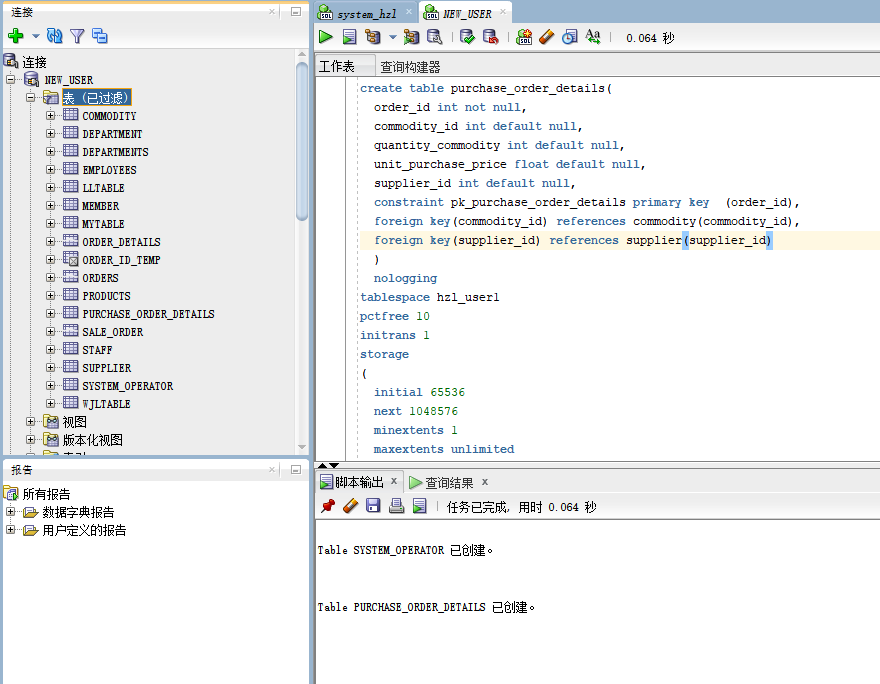 连接
连接
NEW_USER
表 (已过滤)
COMMODITY
DEPARTMENT
DEPARTMENTS
EMPLOYEES
LLTABLE
MEMBER
MYTABLE
ORDER_DETAILS
ORDER_ID_TEMP
ORDERS
PRODUCTS
PURCHASE_ORDER_DETAILS
SALE_ORDER
STAFF
SUPPLIER
SYSTEM_OPERATOR
WJLTABLE
视图
版本化视图
报告
所有报告
数据字典报告
用户定义的报告
system_hzl
NEW_USER
0.064 秒
工作表
查询构建器
create table purchase_order_details(
order_id int not null,
commodity_id int default null,
quantity_commodity int default null,
unit_purchase_price float default null,
supplier_id int default null,
constraint pk_purchase_order_details primary key  (order_id),
foreign key(commodity_id) references commodity(commodity_id),
foreign key(supplier_id) references supplier(supplier_id)
)
nologging
tablespace hzl_user1
pctfree 10
initrans 1
storage
(
initial 65536
next 1048576
minextents 1
maxextents unlimited
脚本输出 x
查询结果 x
任务已完成, 用时 0.064 秒
Table SYSTEM_OPERATOR 已创建。
Table PURCHASE_ORDER_DETAILS 已创建。